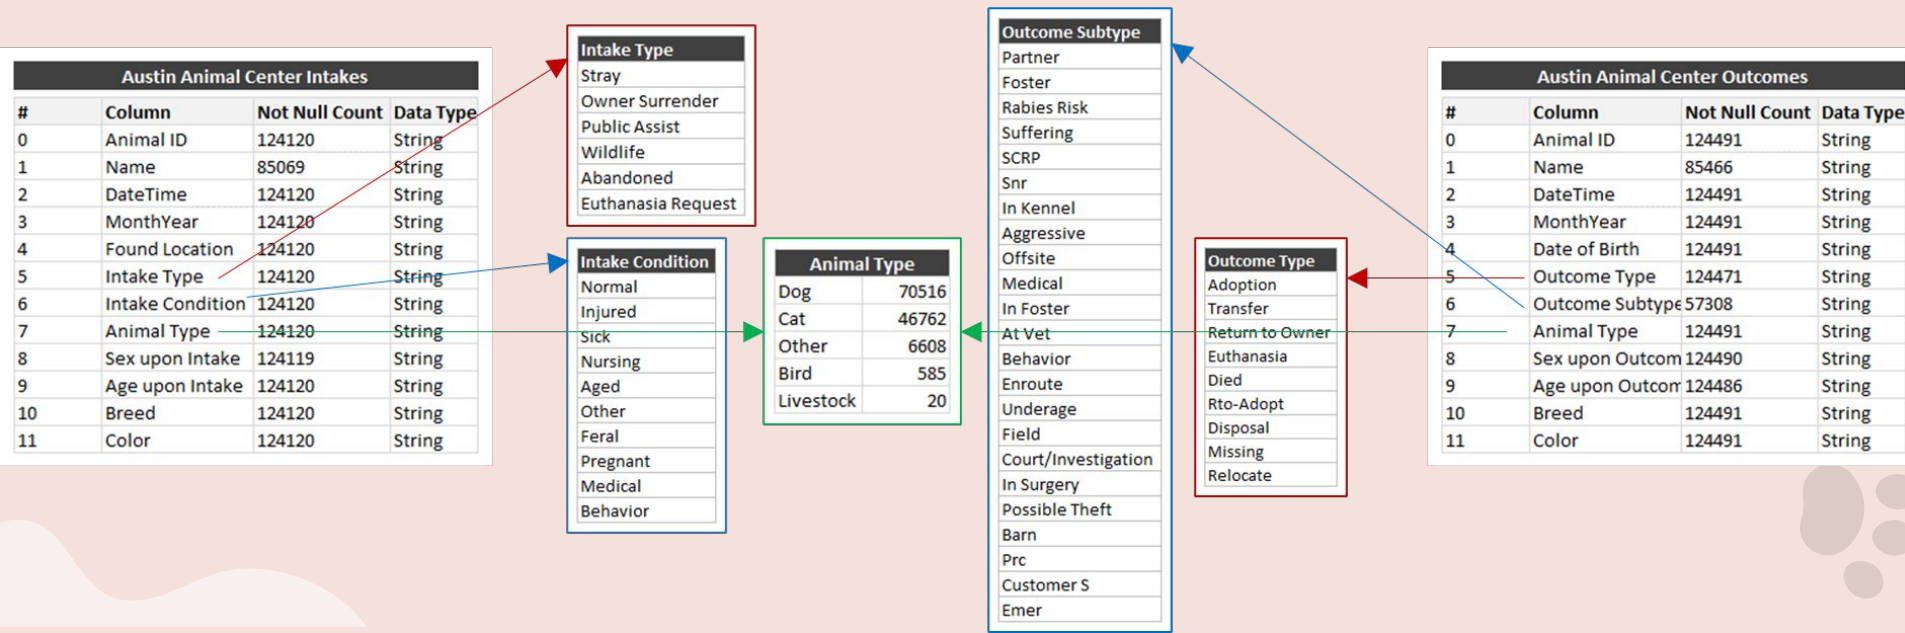 Austin Animal Center Intakes
# Column Not Null Count Data Type
0 Animal ID 124120 String
1 Name 85069 String
2 DateTime 124120 String
3 MonthYear 124120 String
4 Found Location 124120 String
5 Intake Type 124120 String
6 Intake Condition 124120 String
7 Animal Type 124120 String
8 Sex upon Intake 124119 String
9 Age upon Intake 124120 String
10 Breed 124120 String
11 Color 124120 String
Intake Type
Stray
Owner Surrender
Public Assist
Wildlife
Abandoned
Euthanasia Request
Intake Condition
Normal
Injured
Sick
Nursing
Aged
Other
Feral
Pregnant
Medical
Behavior
Animal Type
Dog 70516
Cat 46762
Other 6608
Bird 585
Livestock 20
Outcome Subtype
Partner
Foster
Rabies Risk
Suffering
SCRP
Snr
In Kennel
Aggressive
Offsite
Medical
In Foster
At Vet
Behavior
Enroute
Underage
Field
Court/Investigation
In Surgery
Possible Theft
Barn
Prc
Customer S
Emer
Outcome Type
Adoption
Transfer
Return to Owner
Euthanasia
Died
Rto-Adopt
Disposal
Missing
Relocate
Austin Animal Center Outcomes
# Column Not Null Count Data Type
0 Animal ID 124491 String
1 Name 85466 String
2 DateTime 124491 String
3 MonthYear 124491 String
4 Date of Birth 124491 String
5 Outcome Type 124471 String
6 Outcome Subtype 57308 String
7 Animal Type 124491 String
8 Sex upon Outcom 124490 String
9 Age upon Outcom 124486 String
10 Breed 124491 String
11 Color 124491 String